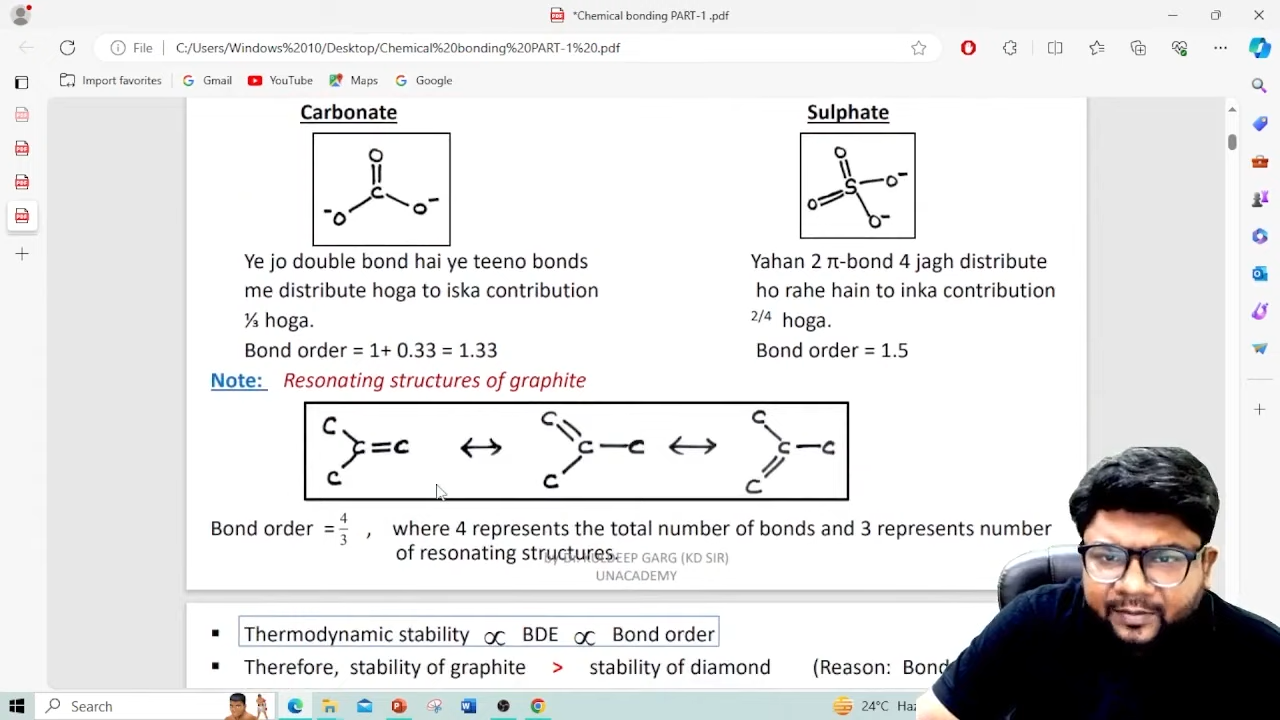 *Chemical bonding PART-1 .pdf
File C:/Users/Windows%2010/Desktop/Chemical%20bonding%20PART-1%20.pdf
Import favorites Gmail YouTube Maps Google
Carbonate
O
C
-O O-
Sulphate
O
S O-
O
O-
Ye jo double bond hai ye teeno bonds
me distribute hoga to iska contribution
⅓ hoga.
Bond order = 1+ 0.33 = 1.33
Yahan 2 π-bond 4 jagh distribute
ho rahe hain to inka contribution
2/4 hoga.
Bond order = 1.5
Note: Resonating structures of graphite
C C=C C ↔ C C-C C ↔ C C-C C
Bond order = 4/3 , where 4 represents the total number of bonds and 3 represents number
of resonating structures.
GARG (KD SIR)
UNACADEMY
▪ Thermodynamic stability ∝ BDE ∝ Bond order
▪ Therefore, stability of graphite > stability of diamond (Reason: Bond
Search 24°C